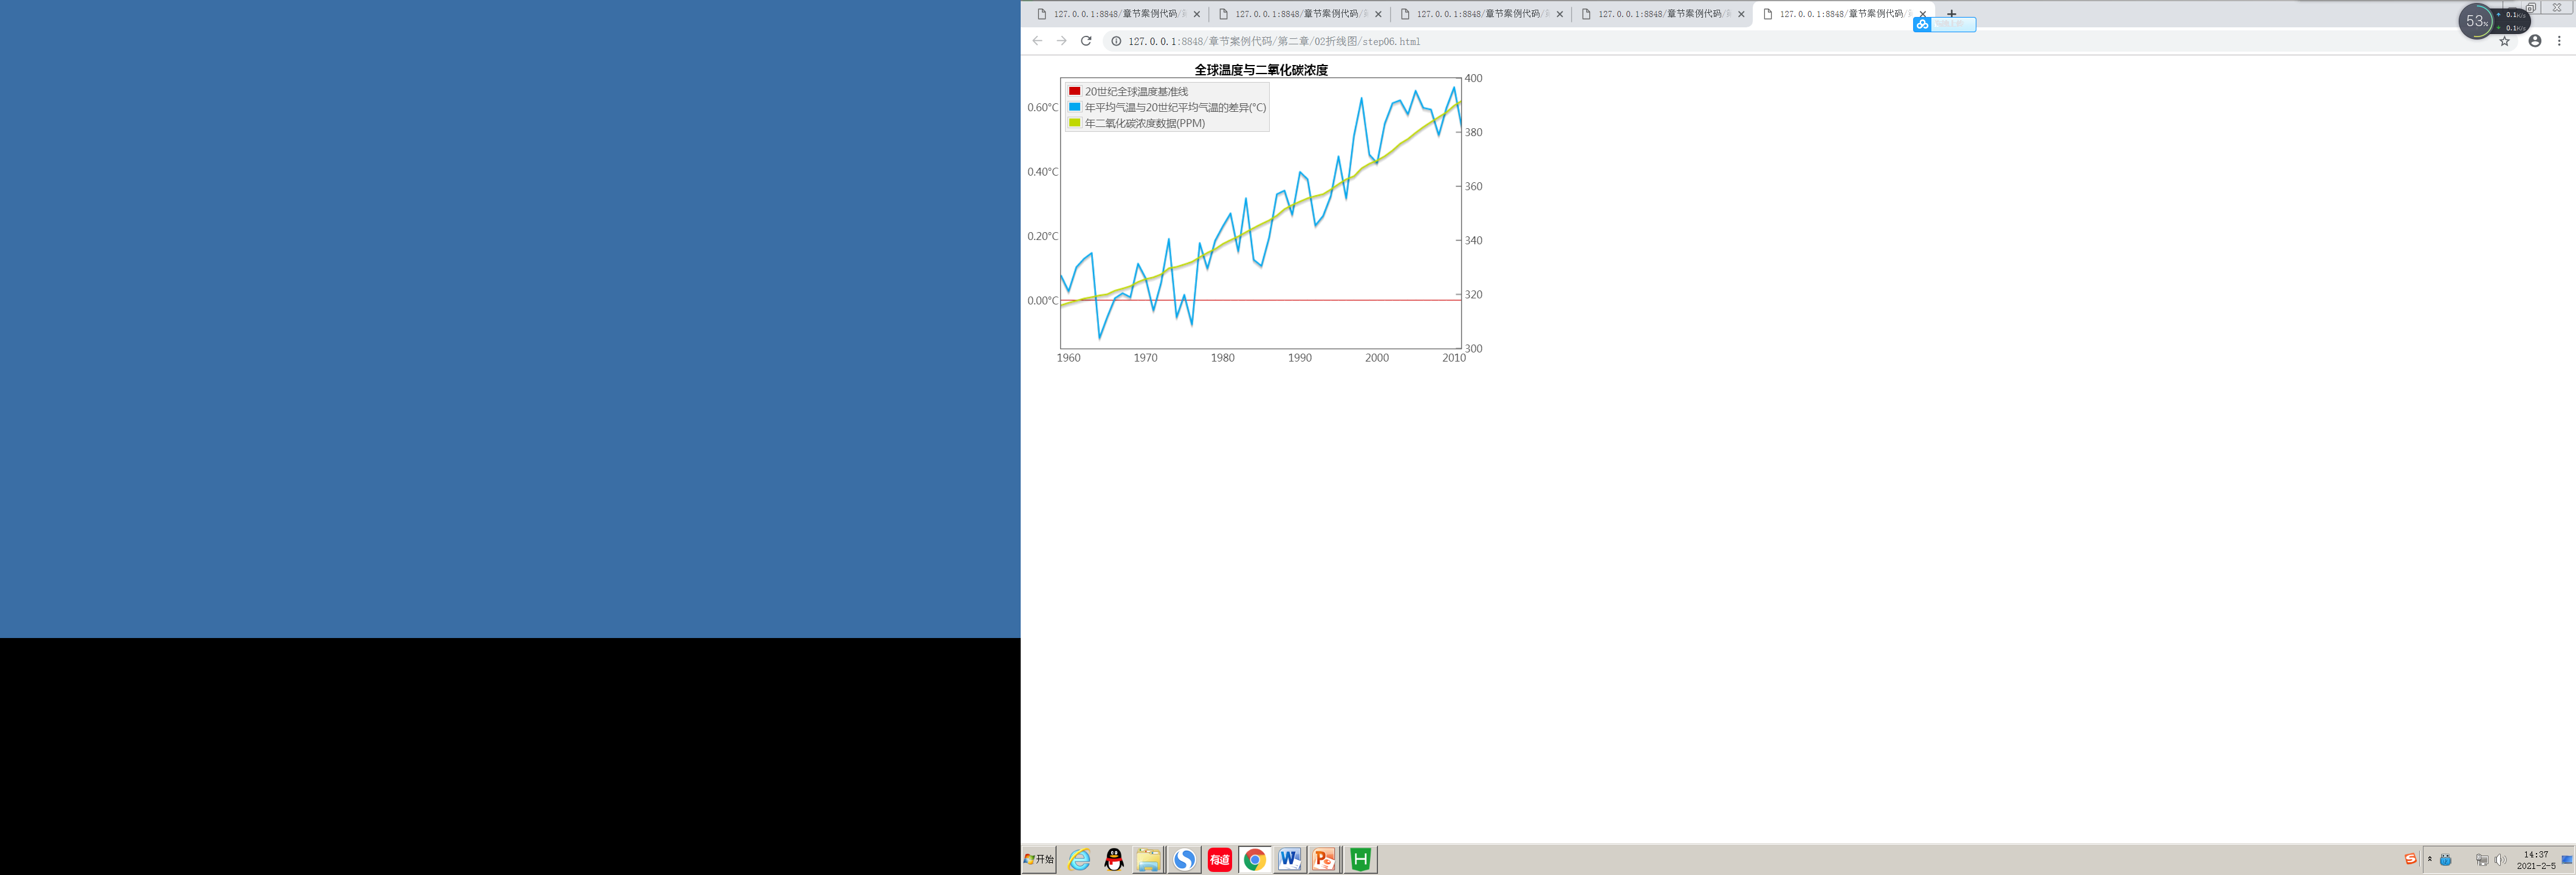 127.0.0.1:8848/章节案例代码/
127.0.0.1:8848/章节案例代码/
127.0.0.1:8848/章节案例代码/
127.0.0.1:8848/章节案例代码/
127.0.0.1:8848/章节案例代码/
53%
0.1K/s
0.1K/s
127.0.0.1:8848/章节案例代码/第二章/02折线图/step06.html
全球温度与二氧化碳浓度
20世纪全球温度基准线
年平均气温与20世纪平均气温的差异(°C)
年二氧化碳浓度数据(PPM)
0.60°C
0.40°C
0.20°C
0.00°C
400
380
360
340
320
300
1960 1970 1980 1990 2000 2010
开始
有道
14:37
2021-2-5